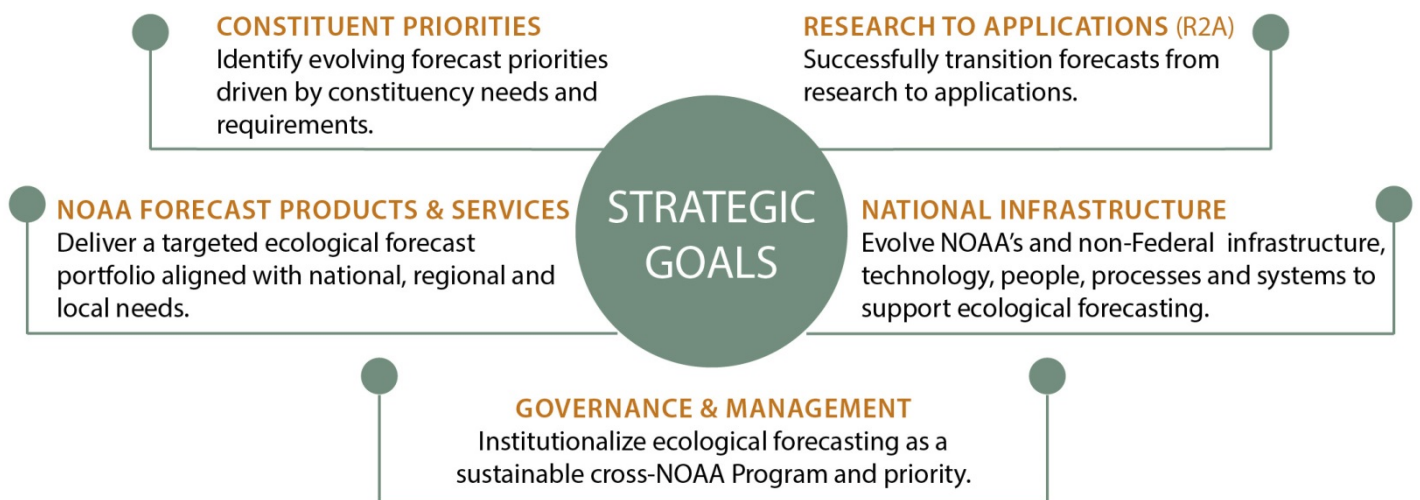 CONSTITUENT PRIORITIES
Identify evolving forecast priorities
driven by constituency needs and
requirements.
RESEARCH TO APPLICATIONS (R2A)
Successfully transition forecasts from
research to applications.
STRATEGIC
GOALS
NOAA FORECAST PRODUCTS & SERVICES
Deliver a targeted ecological forecast
portfolio aligned with national, regional and
local needs.
NATIONAL INFRASTRUCTURE
Evolve NOAA’s and non-Federal infrastructure,
technology, people, processes and systems to
support ecological forecasting.
GOVERNANCE & MANAGEMENT
Institutionalize ecological forecasting as a
sustainable cross-NOAA Program and priority.